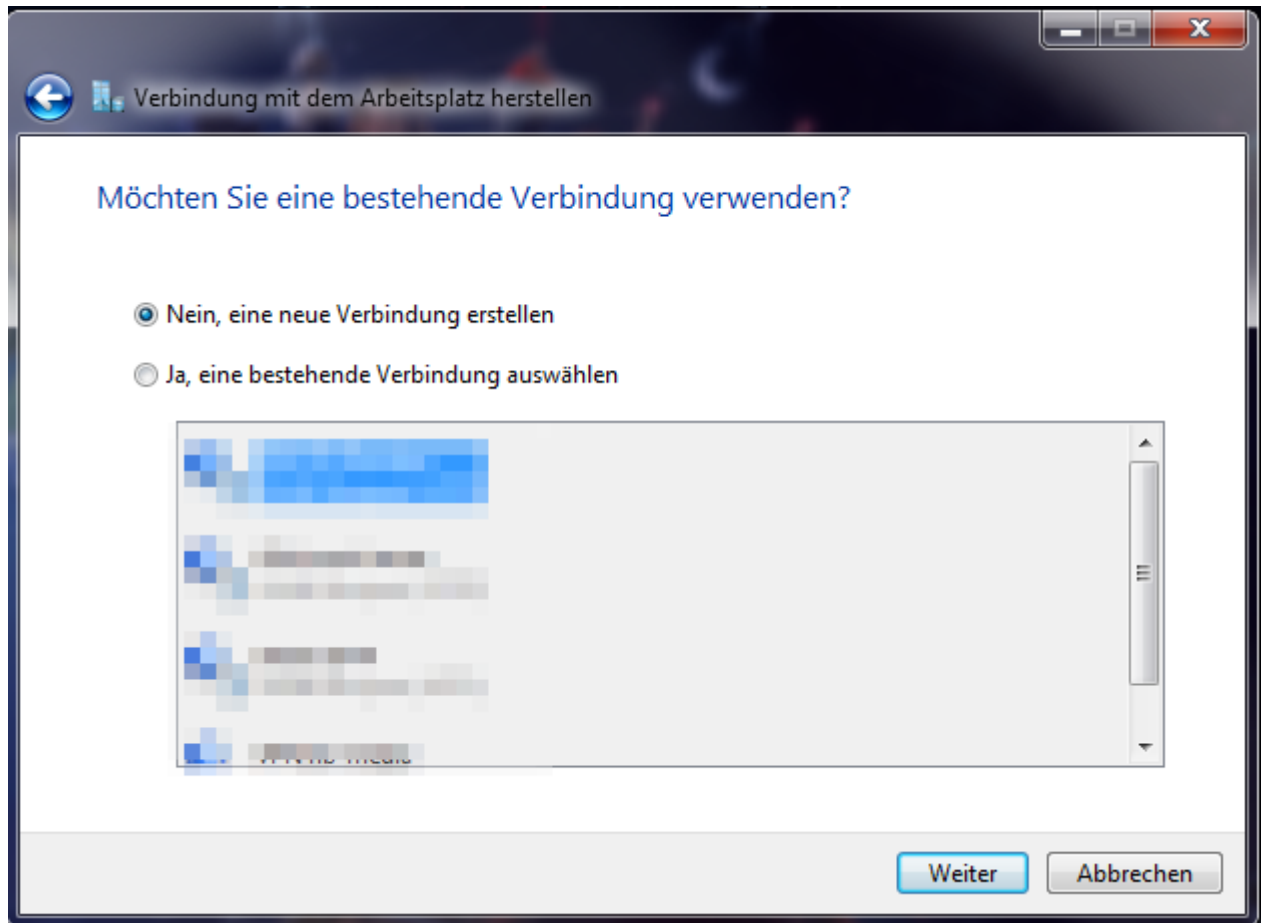 Verbindung mit dem Arbeitsplatz herstellen
Möchten Sie eine bestehende Verbindung verwenden?
Nein, eine neue Verbindung erstellen
Ja, eine bestehende Verbindung auswählen
Weiter
Abbrechen